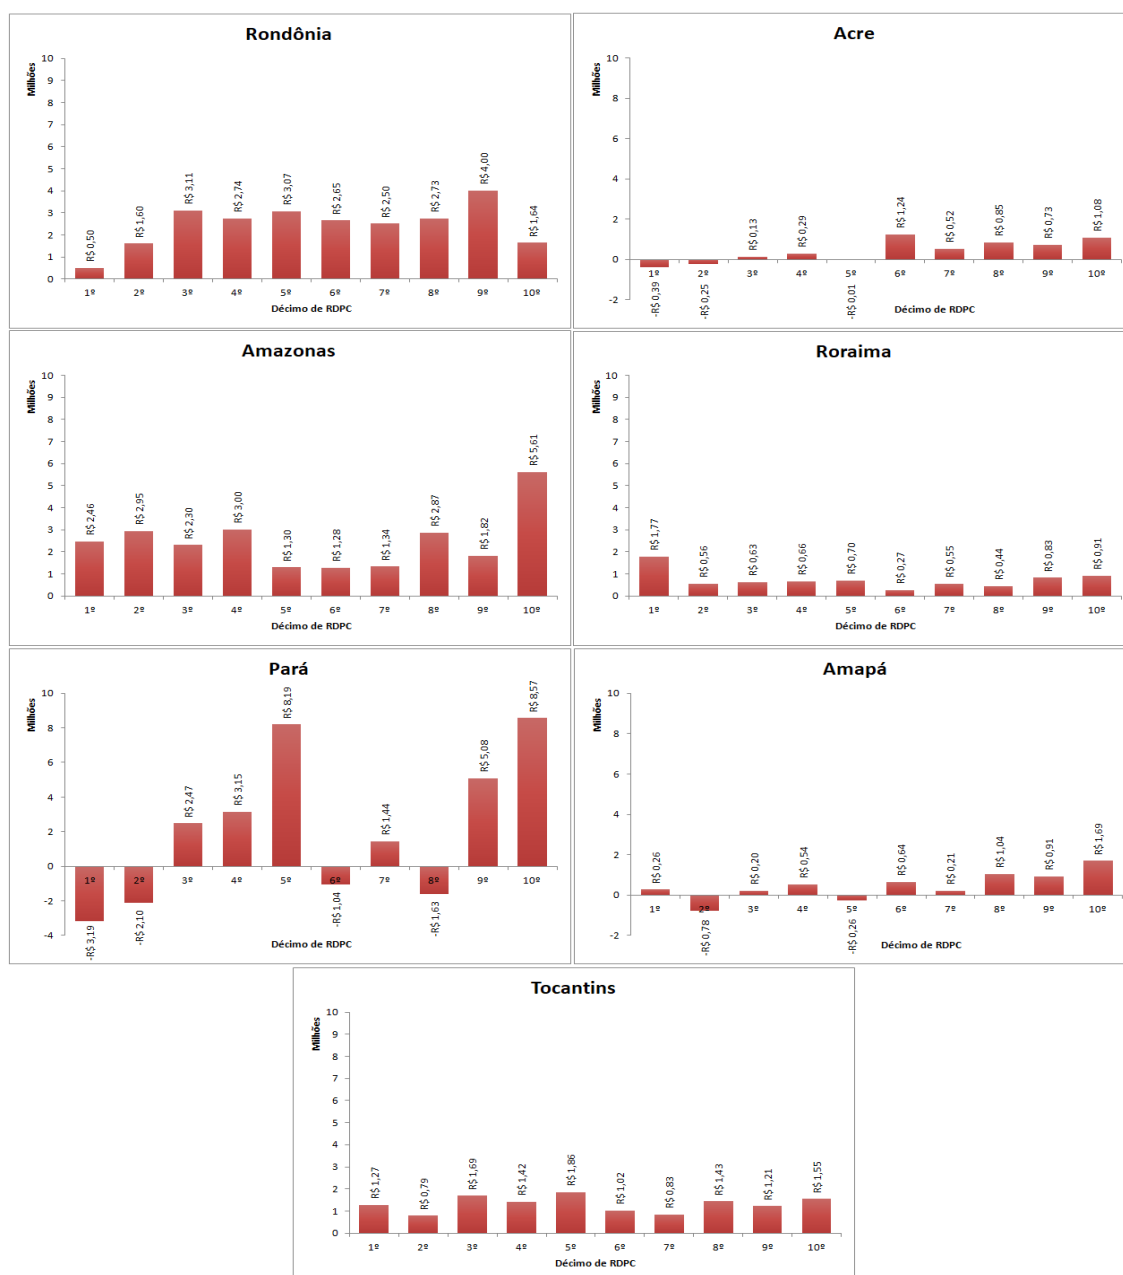 Rondônia
Milhões
10
9
8
7
6
5
4
3
2
1
0
R$ 0,50
R$ 1,60
R$ 3,11
R$ 2,74
R$ 3,07
R$ 2,65
R$ 2,50
R$ 2,73
R$ 4,00
R$ 1,64
1º 2º 3º 4º 5º 6º 7º 8º 9º 10º
Décimo de RDPC
Acre
Milhões
10
8
6
4
2
0
-2
-R$ 0,39
-R$ 0,25
R$ 0,13
R$ 0,29
-R$ 0,01
R$ 1,24
R$ 0,52
R$ 0,85
R$ 0,73
R$ 1,08
1º 2º 3º 4º 5º 6º 7º 8º 9º 10º
Décimo de RDPC
Amazonas
Milhões
10
9
8
7
6
5
4
3
2
1
0
R$ 2,46
R$ 2,95
R$ 2,30
R$ 3,00
R$ 1,30
R$ 1,28
R$ 1,34
R$ 2,87
R$ 1,82
R$ 5,61
1º 2º 3º 4º 5º 6º 7º 8º 9º 10º
Décimo de RDPC
Roraima
Milhões
10
9
8
7
6
5
4
3
2
1
0
R$ 1,77
R$ 0,56
R$ 0,63
R$ 0,66
R$ 0,70
R$ 0,27
R$ 0,55
R$ 0,44
R$ 0,83
R$ 0,91
1º 2º 3º 4º 5º 6º 7º 8º 9º 10º
Décimo de RDPC
Pará
Milhões
10
8
6
4
2
0
-2
-4
-R$ 3,19
-R$ 2,10
R$ 2,47
R$ 3,15
R$ 8,19
-R$ 1,04
R$ 1,44
-R$ 1,63
R$ 5,08
R$ 8,57
1º 2º 3º 4º 5º 6º 7º 8º 9º 10º
Décimo de RDPC
Amapá
Milhões
10
8
6
4
2
0
-2
R$ 0,26
-R$ 0,78
R$ 0,20
R$ 0,54
-R$ 0,26
R$ 0,64
R$ 0,21
R$ 1,04
R$ 0,91
R$ 1,69
1º 2º 3º 4º 5º 6º 7º 8º 9º 10º
Décimo de RDPC
Tocantins
Milhões
10
9
8
7
6
5
4
3
2
1
0
R$ 1,27
R$ 0,79
R$ 1,69
R$ 1,42
R$ 1,86
R$ 1,02
R$ 0,83
R$ 1,43
R$ 1,21
R$ 1,55
1º 2º 3º 4º 5º 6º 7º 8º 9º 10º
Décimo de RDPC